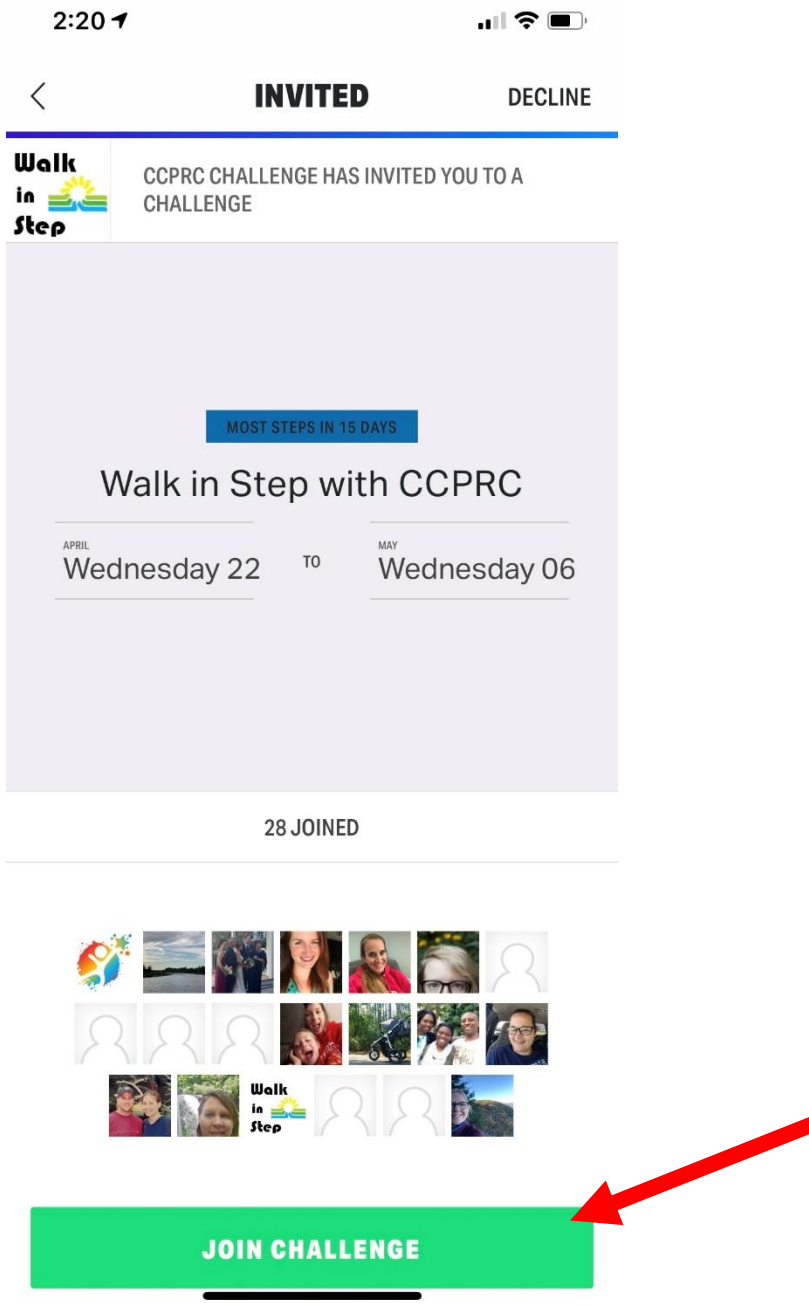 2:20
INVITED
DECLINE
Walk
in
Step
CCPRC CHALLENGE HAS INVITED YOU TO A
CHALLENGE
MOST STEPS IN 15 DAYS
Walk in Step with CCPRC
APRIL
Wednesday 22
TO
MAY
Wednesday 06
28 JOINED
Walk
in
Step
JOIN CHALLENGE